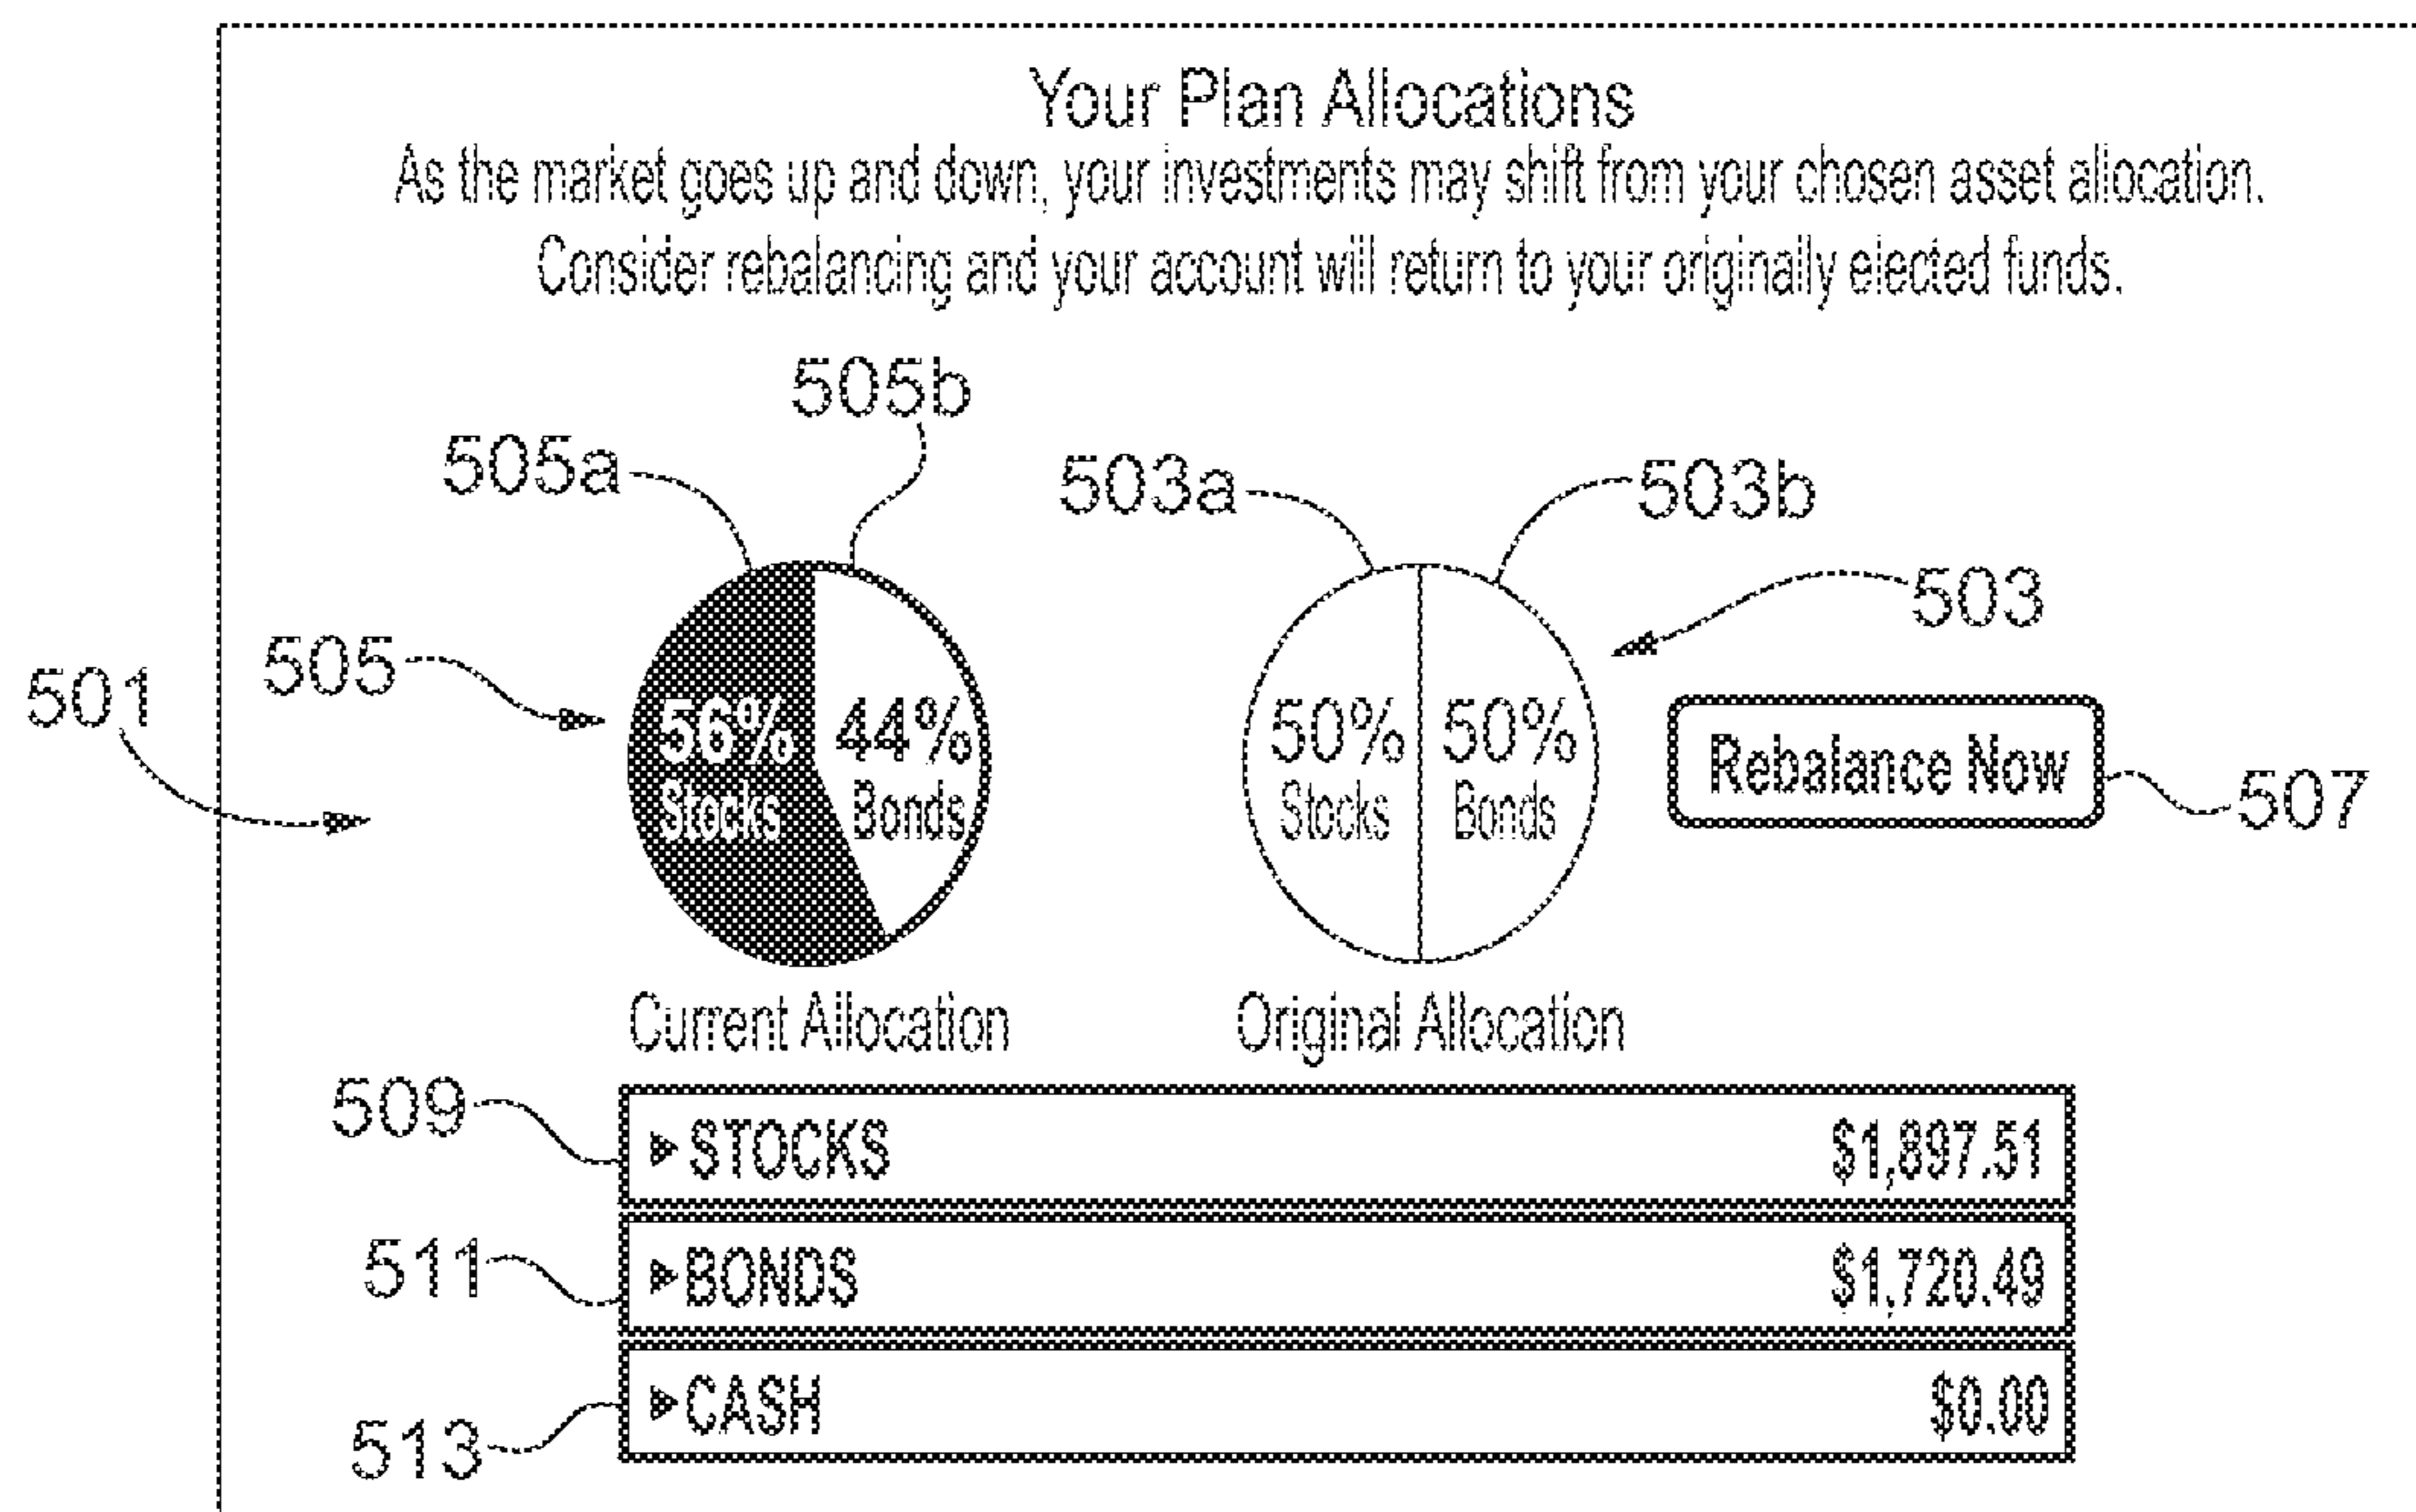 Your Plan Allocations
As the market goes up and down, your investments may shift from your chosen asset allocation.
Consider rebalancing and your account will return to your originally elected funds.
505b
505a
503a
503b
503
505
501
56%
Stocks
44%
Bonds
50%
Stocks
50%
Bonds
Rebalance Now
507
Current Allocation
Original Allocation
509
▶STOCKS $1,897.51
511
▶BONDS $1,720.49
513
▶CASH $0.00